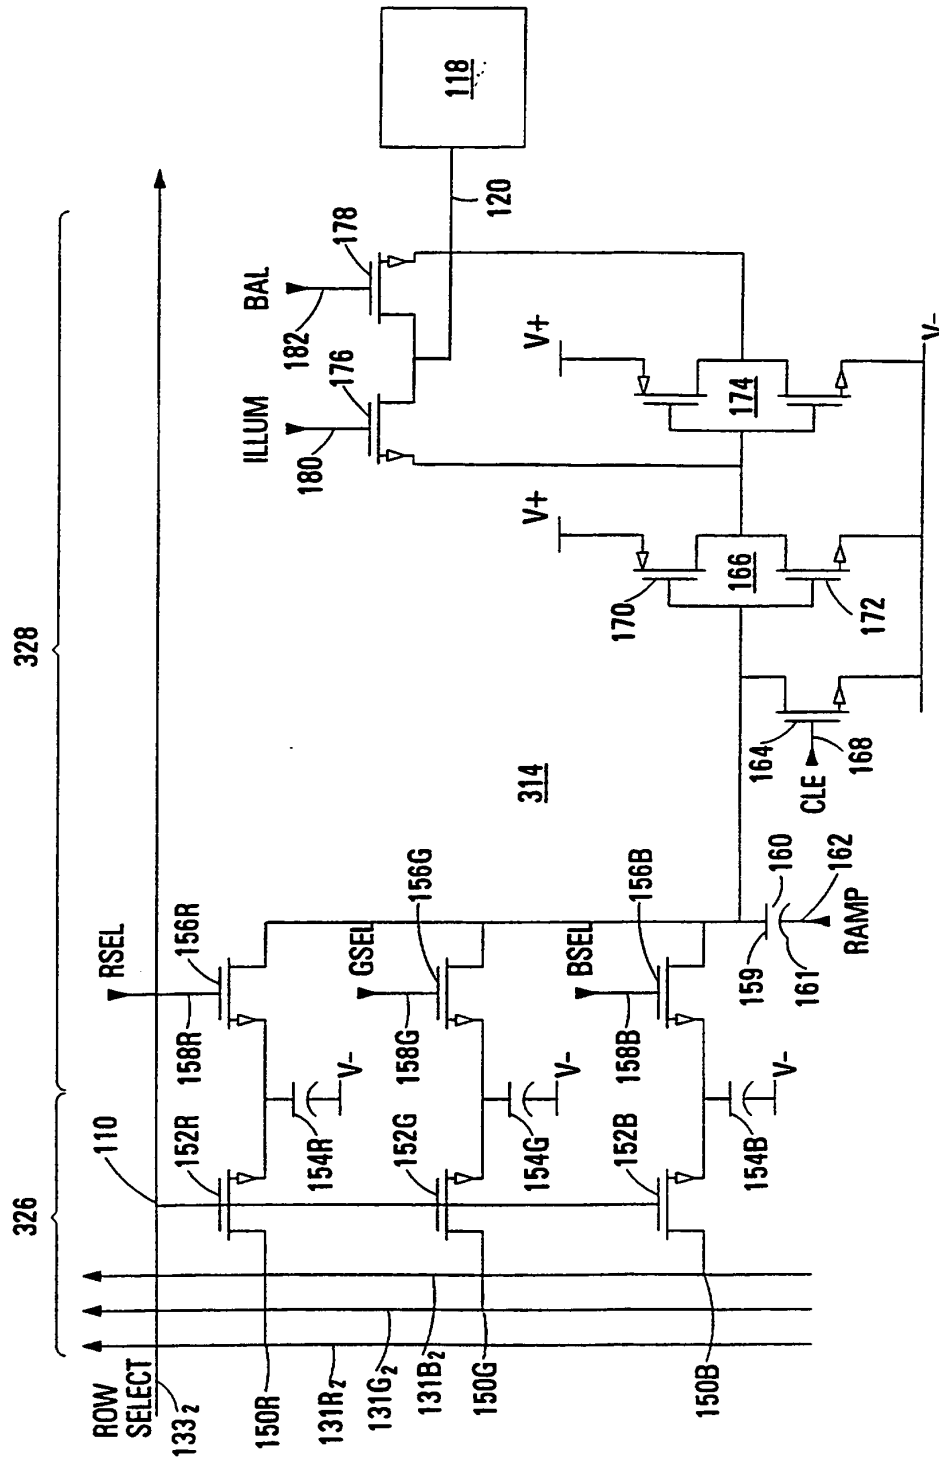 326
328
ROW
SELECT
133₂
110
RSEL
152R
156R
158R
154R
V-
150R
131R₂
131G₂
131B₂
GSEL
152G
156G
158G
154G
V-
150G
BSEL
152B
156B
158B
154B
V-
150B
159
160
161
162
RAMP
314
164
168
CLE
166
170
172
V+
174
V+
V-
ILLUM
180
176
BAL
182
178
120
118